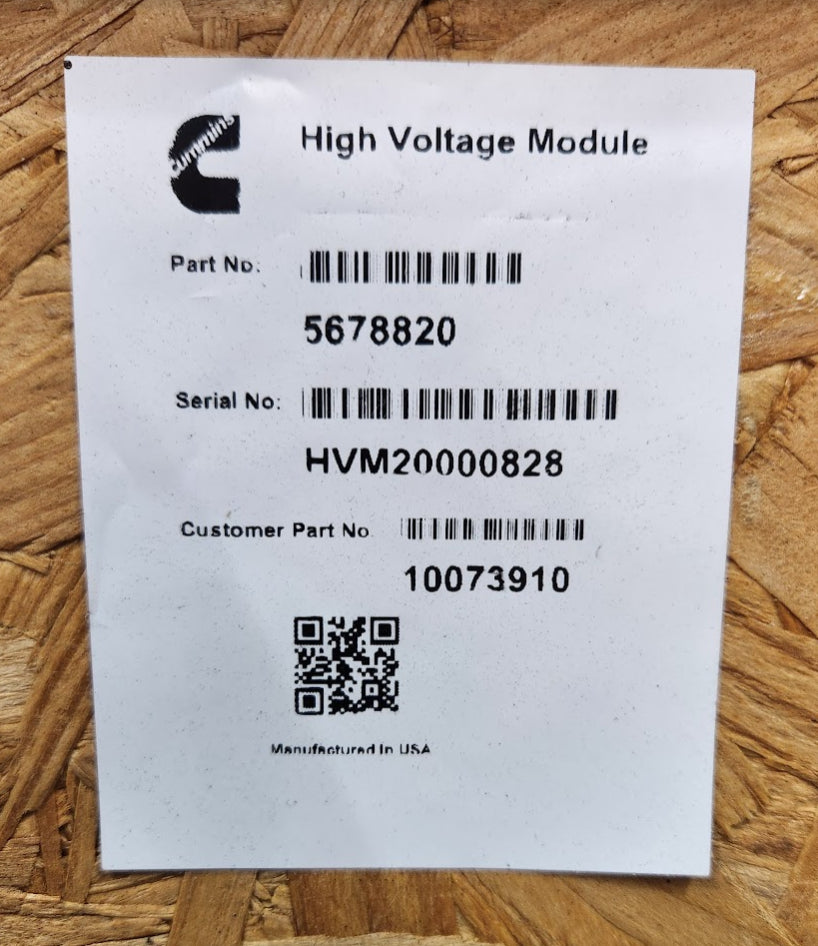 cummins
High Voltage Module
Part No:
5678820
Serial No:
HVM20000828
Customer Part No
10073910
Manufactured In USA